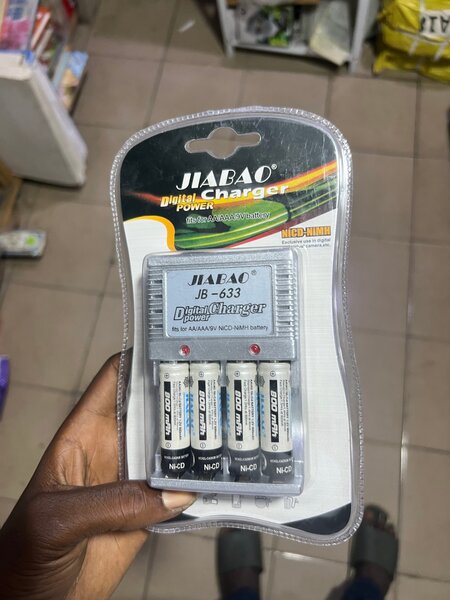 JIABAO®
Digital POWER Charger
fits for AA/AAA/9V battery
NICD-NIMH
Exclusive use in digital
camera etc.
JIABAO®
JB-633
Digital power Charger
fits for AA/AAA/9V NiCD-NiMH battery
800 mAh
800 mAh
800 mAh
800 mAh
Ni-CD
Ni-CD
Ni-CD
Ni-CD